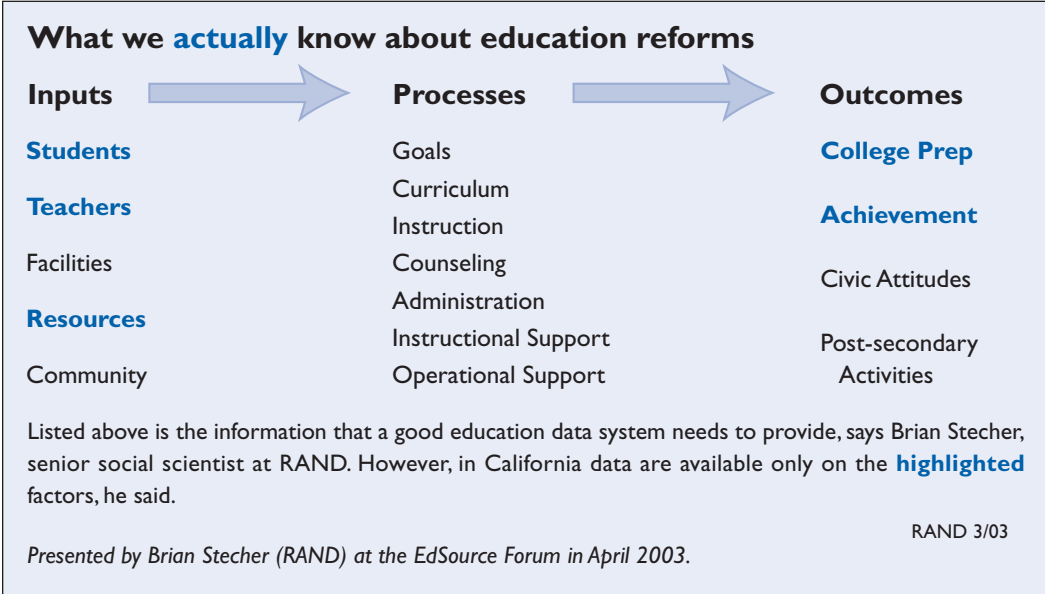 What we actually know about education reforms
Inputs
Processes
Outcomes
Students
Teachers
Facilities
Resources
Community
Goals
Curriculum
Instruction
Counseling
Administration
Instructional Support
Operational Support
College Prep
Achievement
Civic Attitudes
Post-secondary
Activities
Listed above is the information that a good education data system needs to provide, says Brian Stecher,
senior social scientist at RAND. However, in California data are available only on the highlighted
factors, he said.
RAND 3/03
Presented by Brian Stecher (RAND) at the EdSource Forum in April 2003.